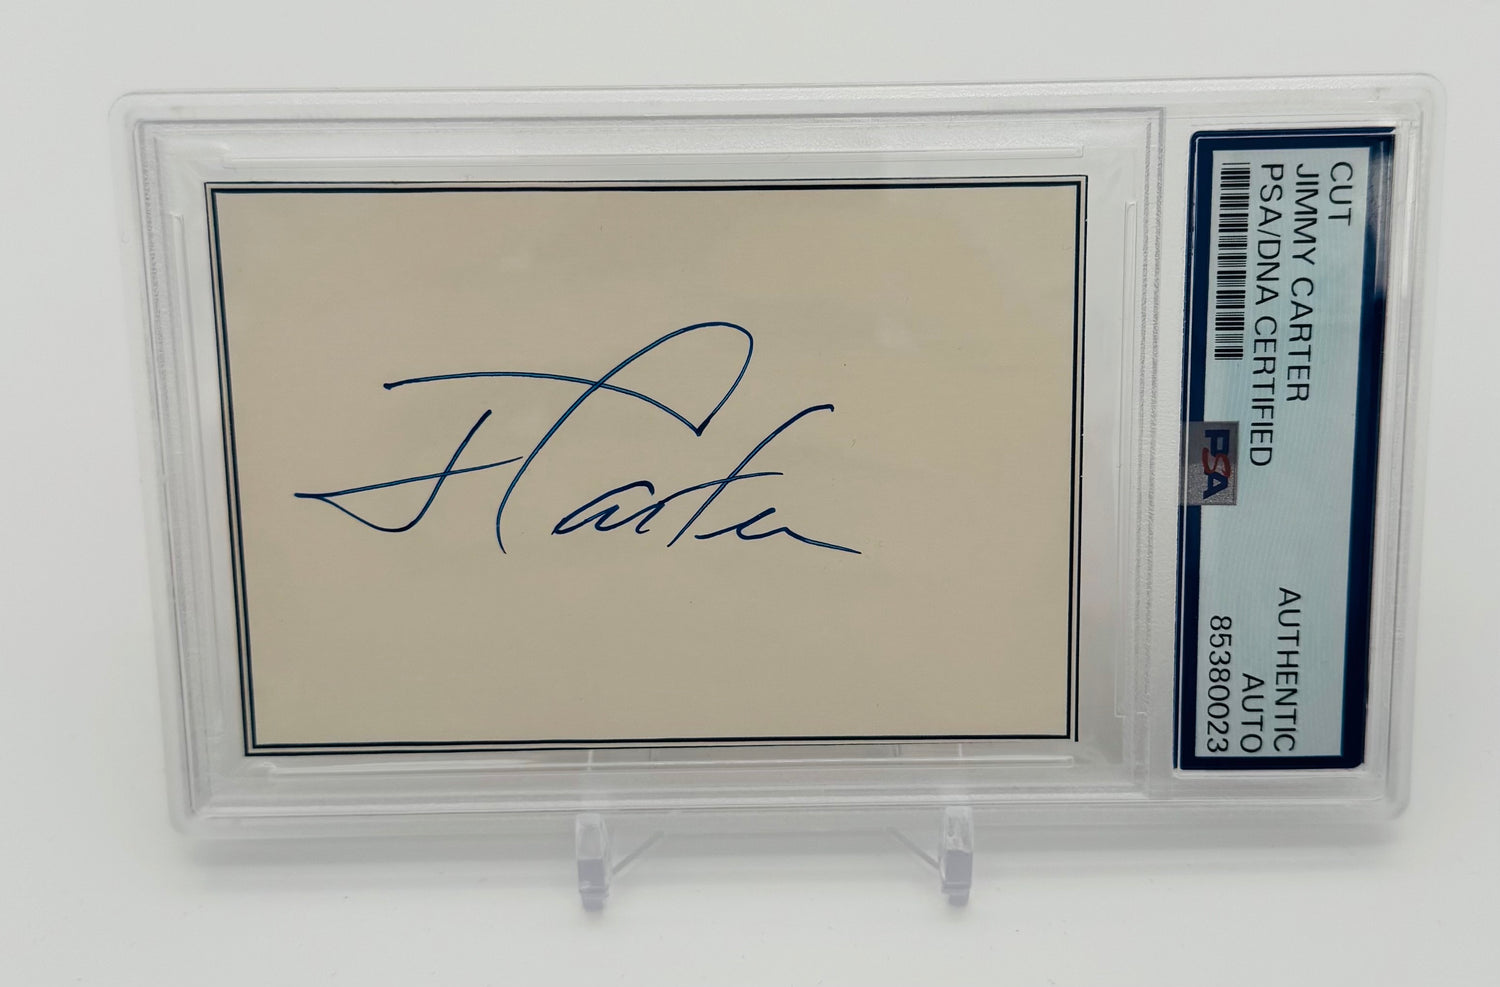 J Carter
CUT
JIMMY CARTER
PSA/DNA CERTIFIED
AUTHENTIC
AUTO
85380023
PSA